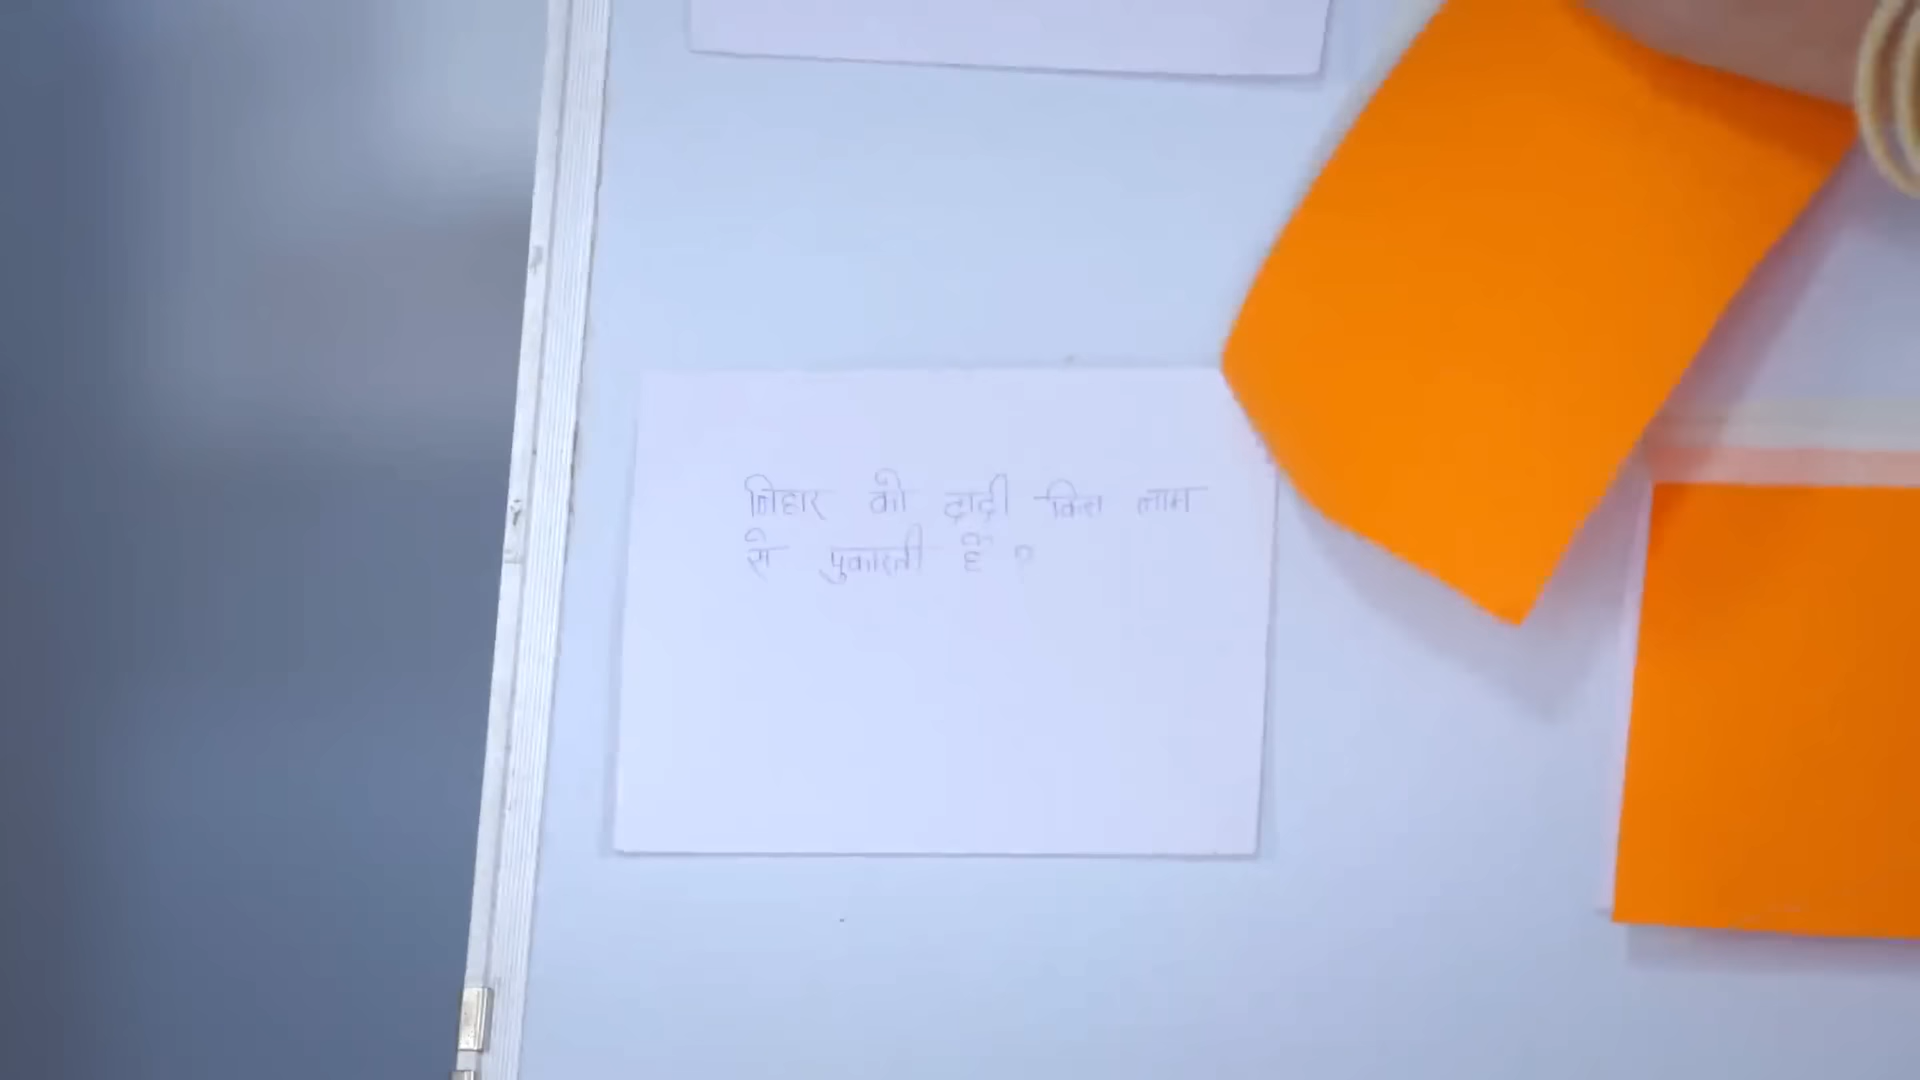 निहार को दादी किस नाम
से पुकारती हैं ?